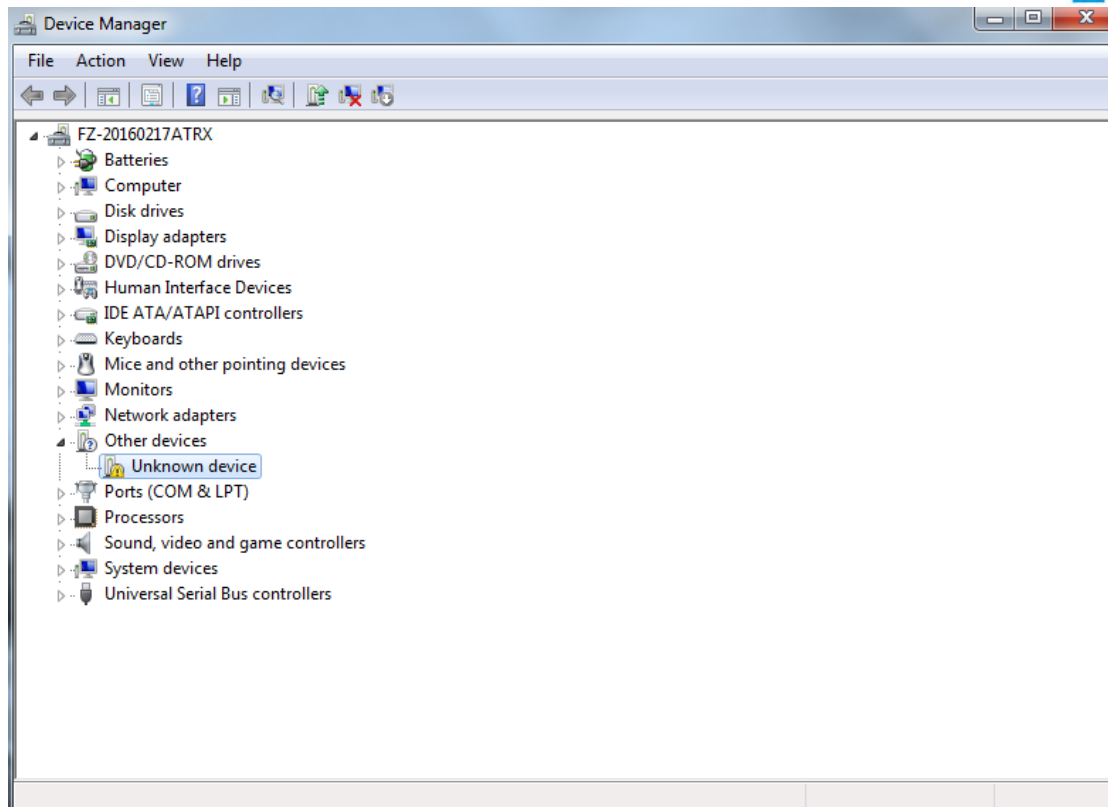 Device Manager
File Action View Help
FZ-20160217ATRX
Batteries
Computer
Disk drives
Display adapters
DVD/CD-ROM drives
Human Interface Devices
IDE ATA/ATAPI controllers
Keyboards
Mice and other pointing devices
Monitors
Network adapters
Other devices
Unknown device
Ports (COM & LPT)
Processors
Sound, video and game controllers
System devices
Universal Serial Bus controllers